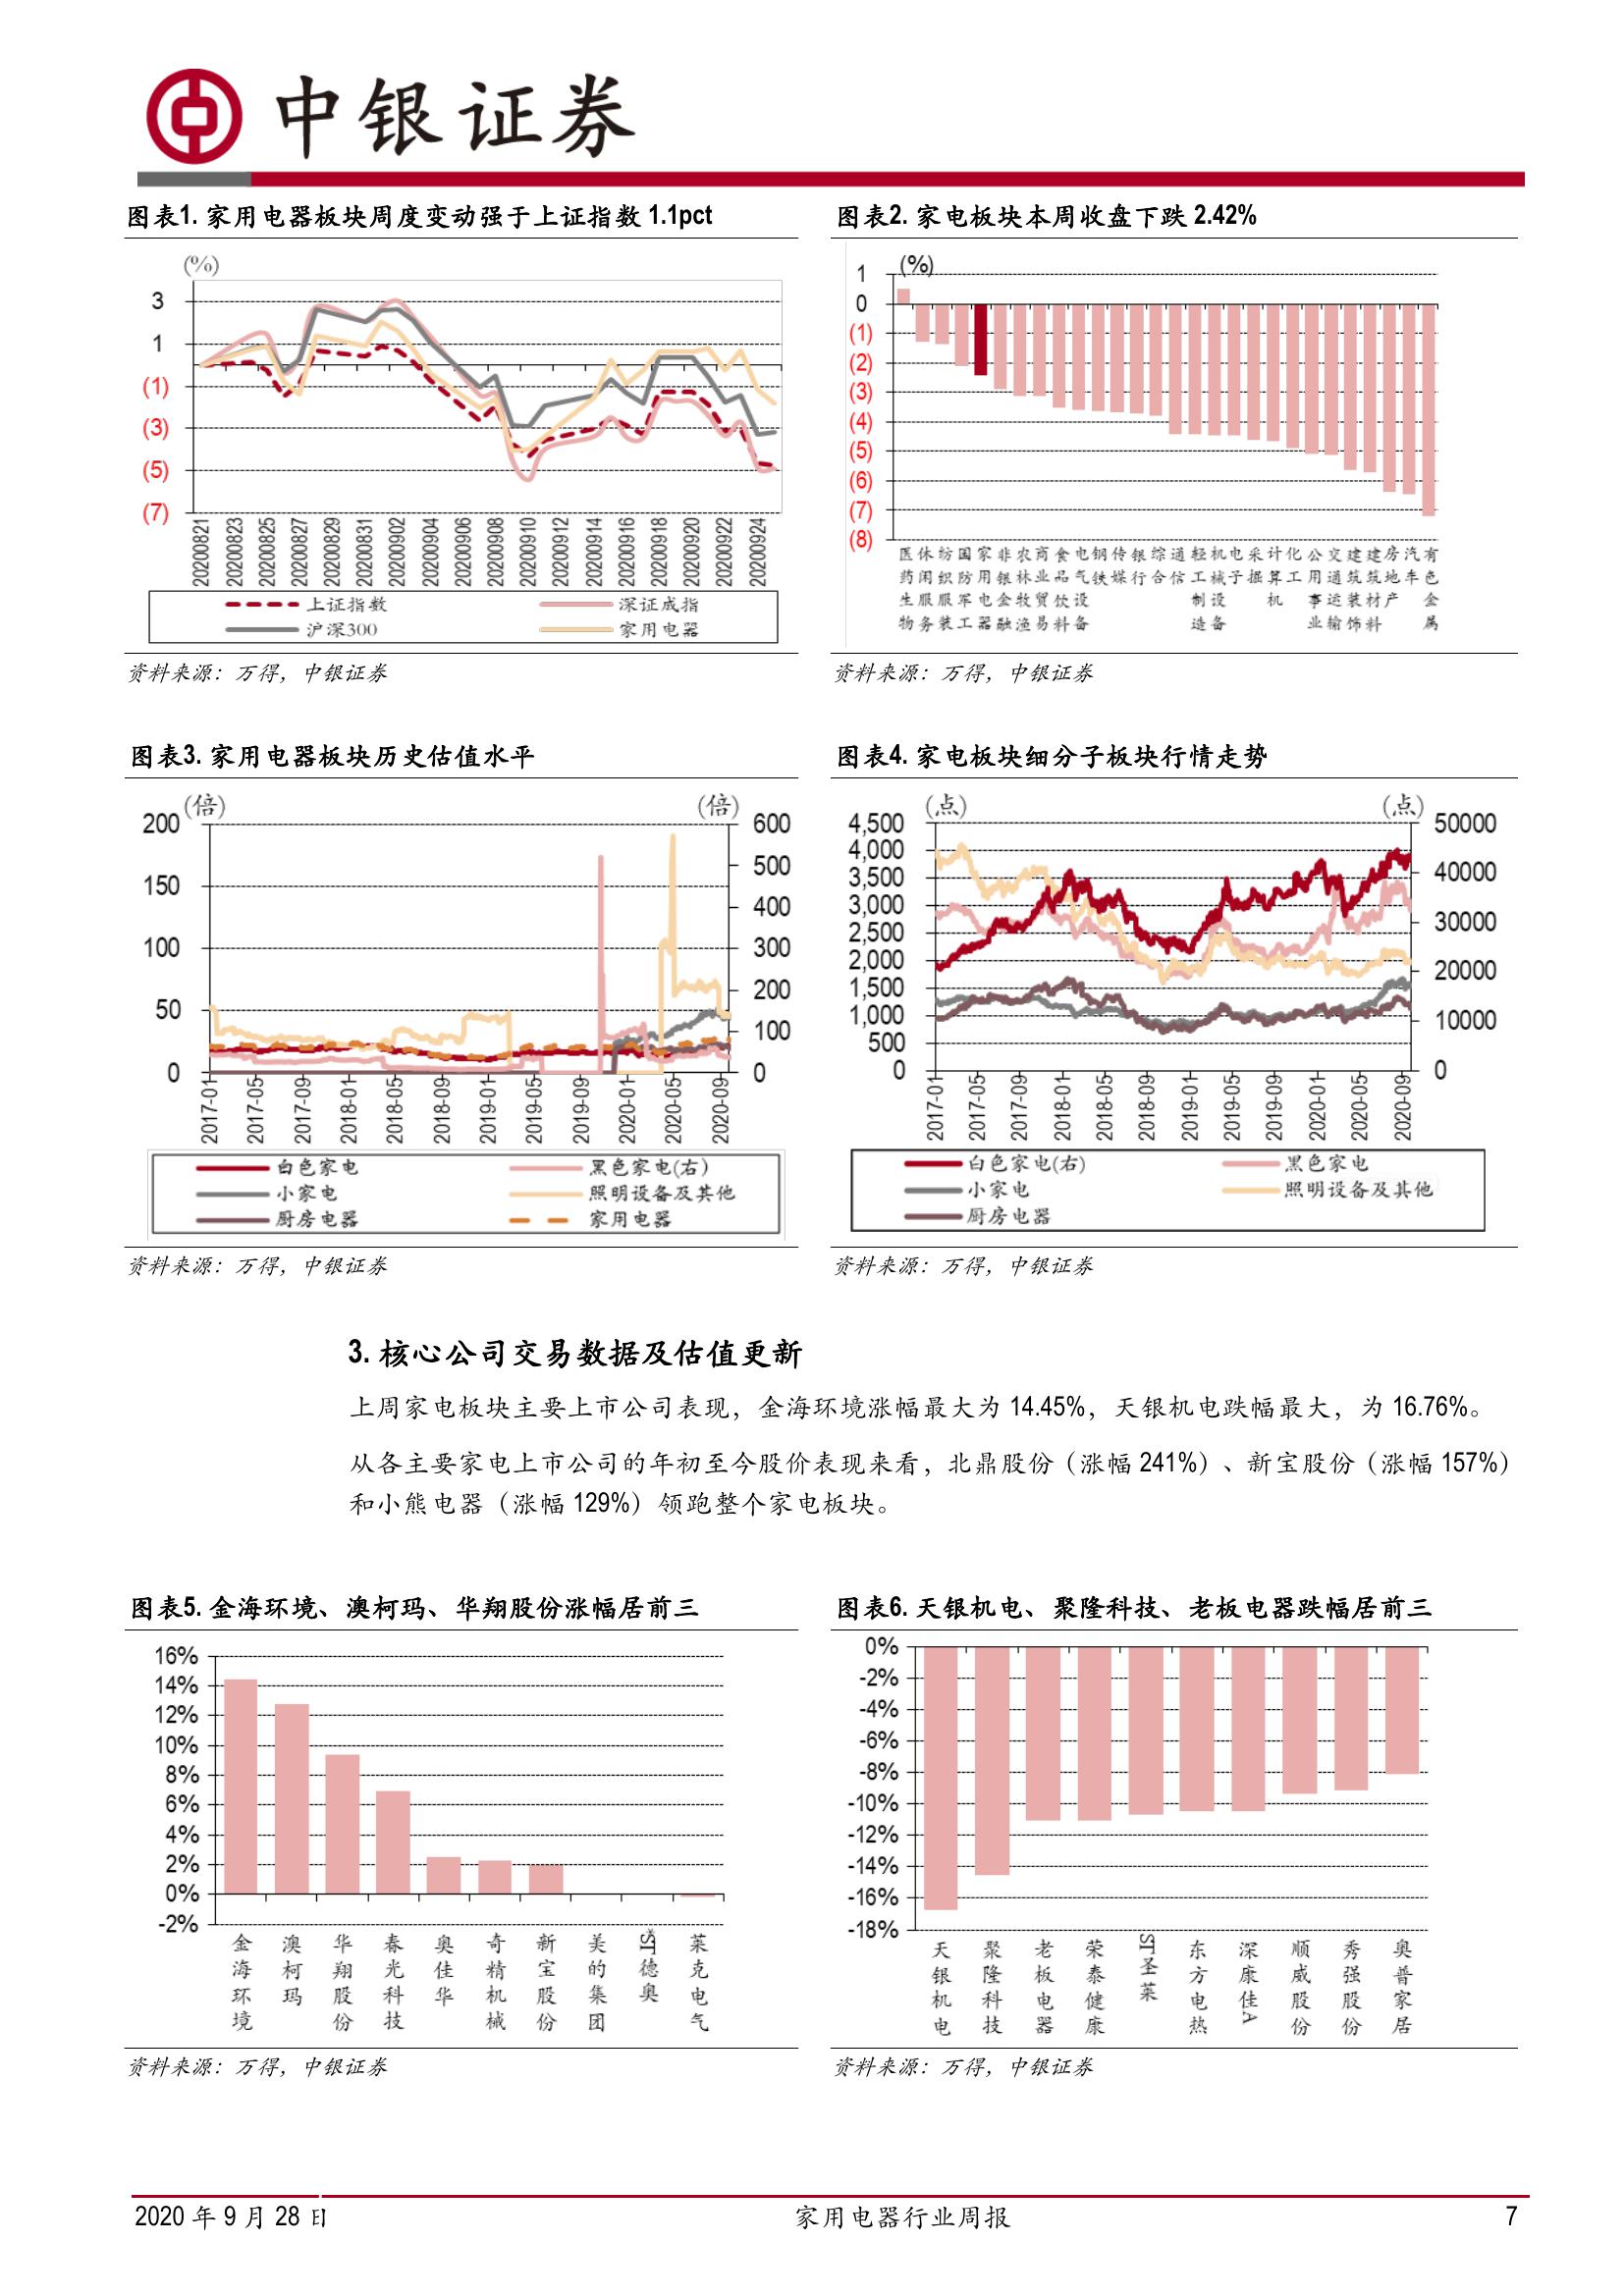 中银证券
图表1. 家用电器板块周度变动强于上证指数 1.1pct
(%)
3
1
(1)
(3)
(5)
(7)
20200821
20200823
20200825
20200827
20200829
20200831
20200902
20200904
20200906
20200908
20200910
20200912
20200914
20200916
20200918
20200920
20200922
20200924
上证指数
深证成指
沪深300
家用电器
资料来源：万得，中银证券
图表2. 家电板块本周收盘下跌 2.42%
(%)
1
0
(1)
(2)
(3)
(4)
(5)
(6)
(7)
(8)
医药生物
休闲服务
纺织服装
国防军工
家用电器
非银金融
农林牧渔
商业贸易
食品饮料
电气设备
钢铁
传媒
银行
综合
通信
轻工制造
机械设备
电子
采掘
计算机
化工
公用事业
交通运输
建筑装饰
建筑材料
房地产
汽车
有色金属
资料来源：万得，中银证券
图表3. 家用电器板块历史估值水平
(倍)
(倍)
200
150
100
50
0
600
500
400
300
200
100
0
2017-01
2017-05
2017-09
2018-01
2018-05
2018-09
2019-01
2019-05
2019-09
2020-01
2020-05
2020-09
白色家电
黑色家电(右)
小家电
照明设备及其他
厨房电器
家用电器
资料来源：万得，中银证券
图表4. 家电板块细分子板块行情走势
(点)
(点)
4,500
4,000
3,500
3,000
2,500
2,000
1,500
1,000
500
0
50000
40000
30000
20000
10000
0
2017-01
2017-05
2017-09
2018-01
2018-05
2018-09
2019-01
2019-05
2019-09
2020-01
2020-05
2020-09
白色家电(右)
黑色家电
小家电
照明设备及其他
厨房电器
资料来源：万得，中银证券
3. 核心公司交易数据及估值更新
上周家电板块主要上市公司表现，金海环境涨幅最大为 14.45%，天银机电跌幅最大，为 16.76%。
从各主要家电上市公司的年初至今股价表现来看，北鼎股份（涨幅 241%）、新宝股份（涨幅 157%）
和小熊电器（涨幅 129%）领跑整个家电板块。
图表5. 金海环境、澳柯玛、华翔股份涨幅居前三
16%
14%
12%
10%
8%
6%
4%
2%
0%
-2%
金海环境
澳柯玛
华翔股份
春光科技
奥佳华
奇精机械
新宝股份
美的集团
*ST德奥
莱克电气
资料来源：万得，中银证券
图表6. 天银机电、聚隆科技、老板电器跌幅居前三
0%
-2%
-4%
-6%
-8%
-10%
-12%
-14%
-16%
-18%
天银机电
聚隆科技
老板电器
荣泰健康
ST圣莱
东方电热
深康佳A
顺威股份
秀强股份
奥普家居
资料来源：万得，中银证券
2020 年 9 月 28 日
家用电器行业周报
7